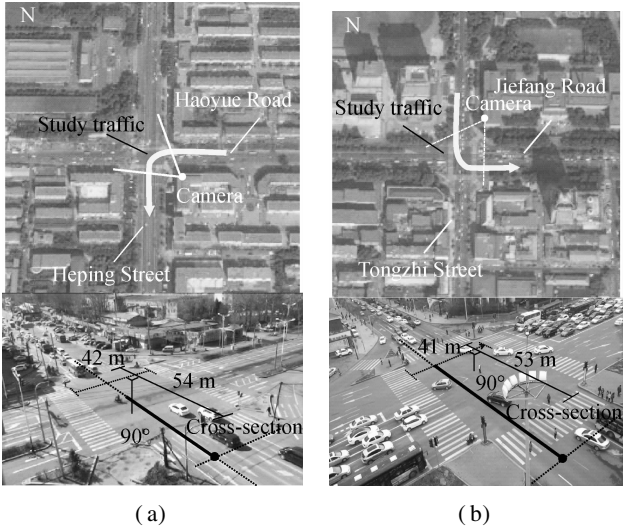 N
Haoyue Road
Study traffic
Camera
Heping Street
42 m
54 m
90°
Cross-section
(a)
N
Jiefang Road
Camera
Study traffic
Tongzhi Street
41 m
53 m
90°
Cross-section
(b)